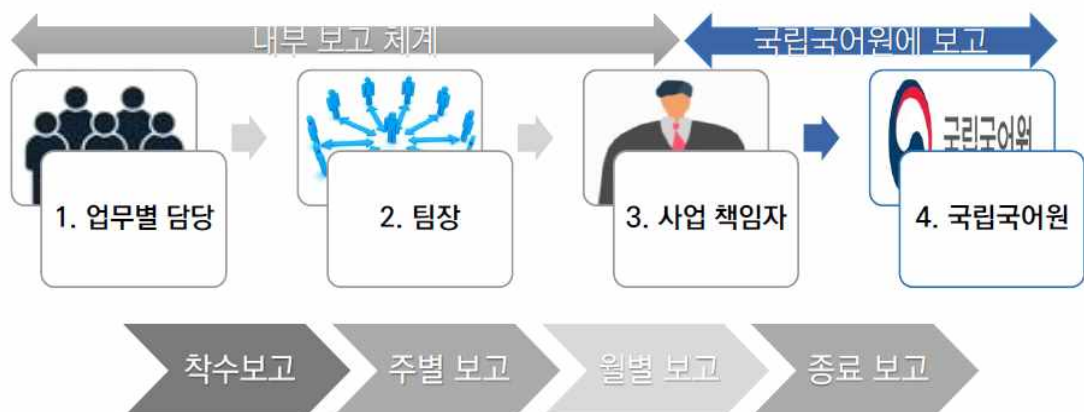 내부 보고 체계
국립국어원에 보고
국립국어원
1. 업무별 담당
2. 팀장
3. 사업 책임자
4. 국립국어원
착수보고
주별 보고
월별 보고
종료 보고